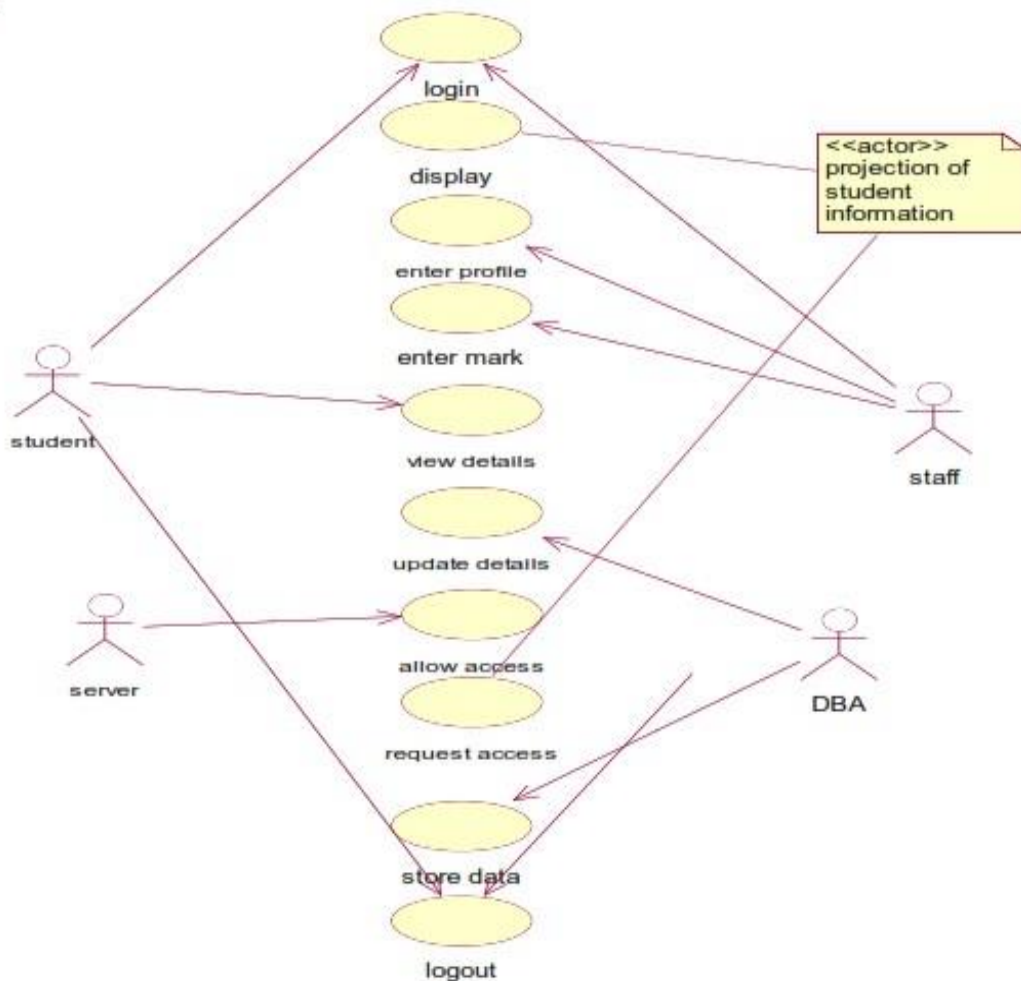 login
display
<<actor>>
projection of
student
information
enter profile
enter mark
student
view details
staff
update details
server
allow access
DBA
request access
store data
logout